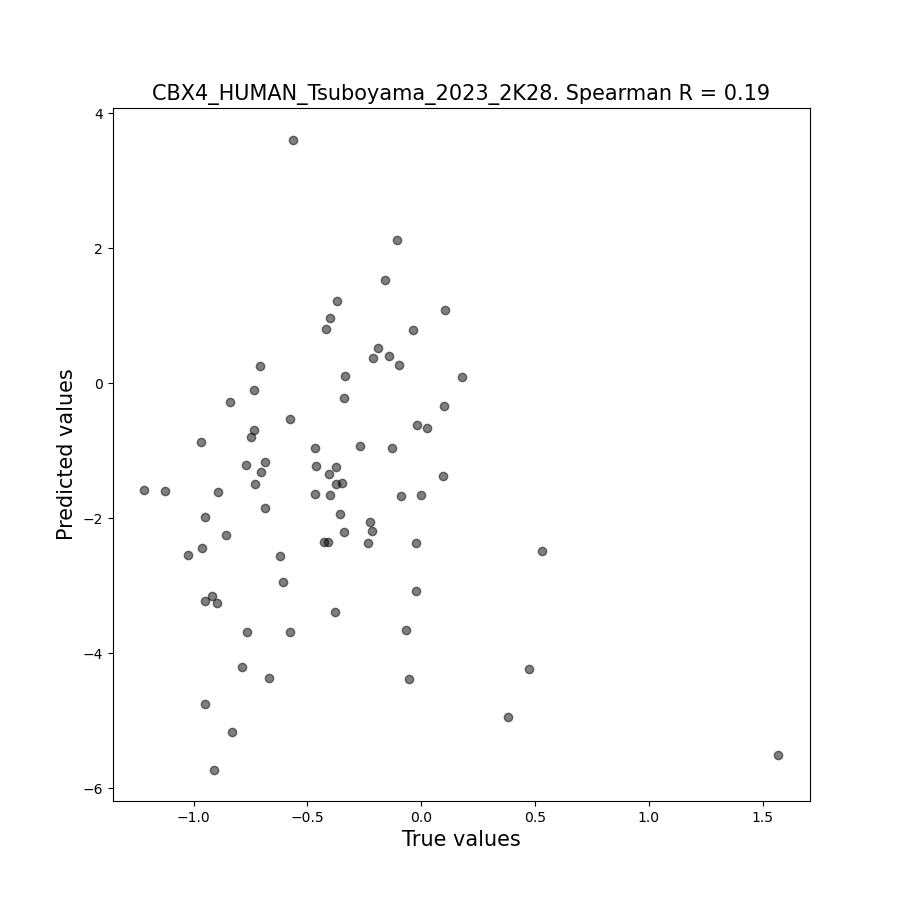 CBX4_HUMAN_Tsuboyama_2023_2K28. Spearman R = 0.19
4
2
0
−2
−4
−6
Predicted values
−1.0 −0.5 0.0 0.5 1.0 1.5
True values